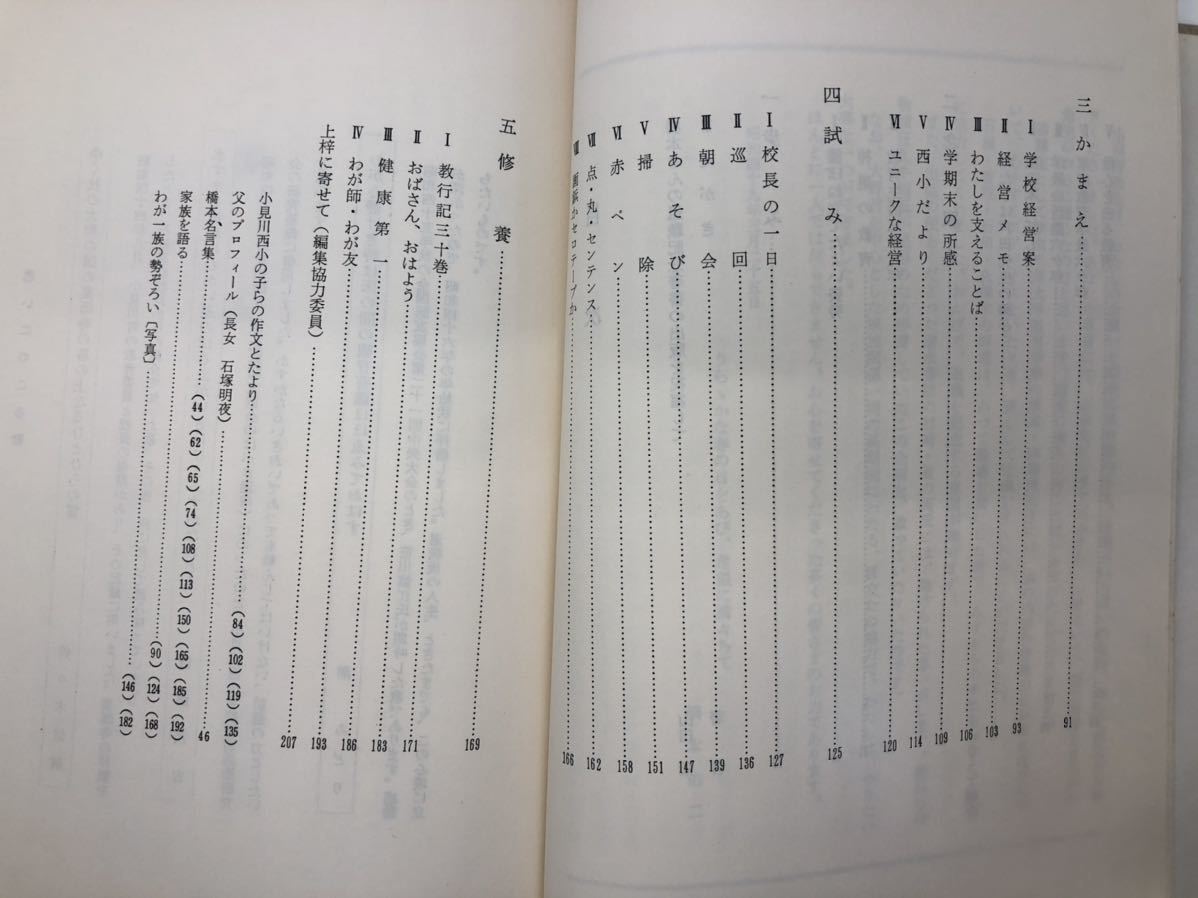 三 かまえ…………91
Ⅰ 学校経営案…………93
Ⅱ 経営メモ…………103
Ⅲ わたしを支えることば…………106
Ⅳ 学期末の所感…………109
Ⅴ 西小だより…………114
Ⅵ ユニークな経営…………120
四 試み…………125
Ⅰ 校長の一日…………127
Ⅱ 巡回…………136
Ⅲ 朝がき会…………139
Ⅳ あそび…………147
Ⅴ 掃除…………151
Ⅵ 赤ペン…………158
Ⅶ 点・丸・センテンス…………162
Ⅷ 画鋲かセロテープか…………166
五 修養…………169
Ⅰ 教行記三十巻…………171
Ⅱ おばさん、おはよう…………183
Ⅲ 健康第一…………186
Ⅳ わが師・わが友…………193
上梓に寄せて(編集協力委員)…………207
小見川西小の子らの作文とたより…………(84)(102)(119)(135)
父のプロフィール(長女 石塚明夜)…………46
橋本名言集…………(44)(62)(65)(74)(108)(113)(150)(165)(185)(192)
家族を語る…………(90)(124)(168)
わが一族の勢ぞろい〔写真〕…………(146)(182)